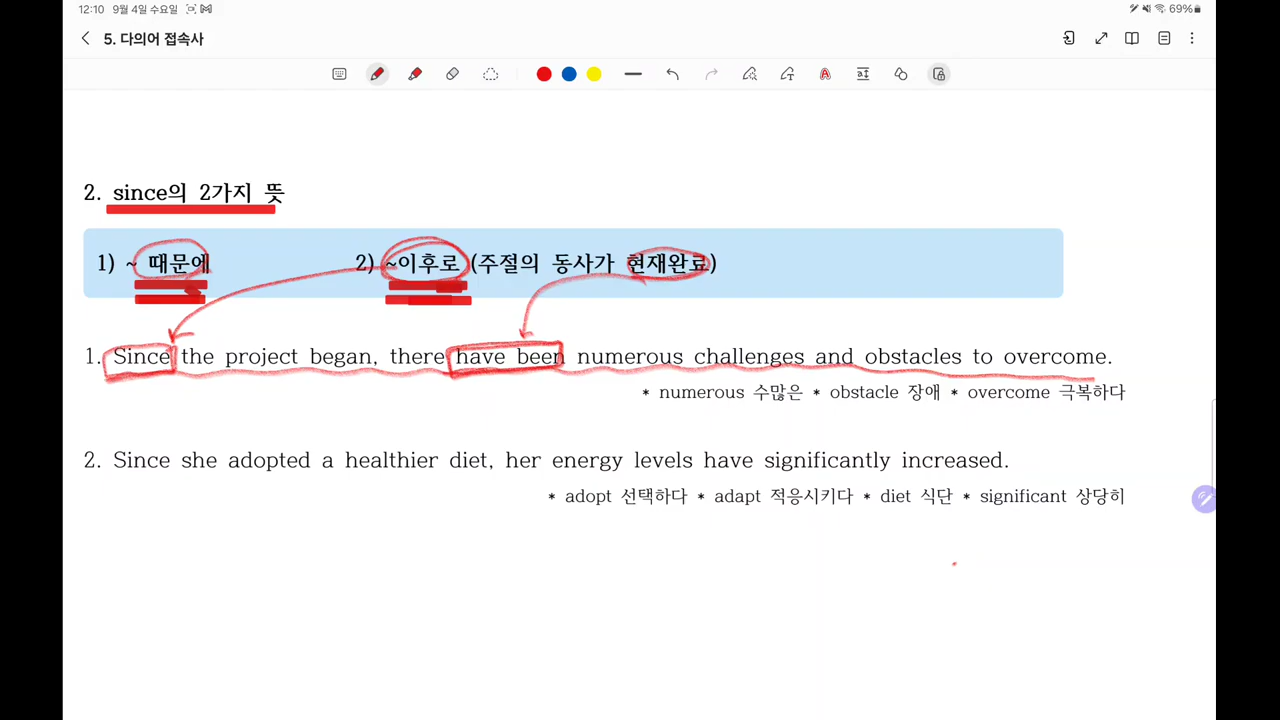 12:10 9월 4일 수요일 69%
5. 다의어 접속사
2. since의 2가지 뜻
1) ~ 때문에 2) ~이후로 (주절의 동사가 현재완료)
1. Since the project began, there have been numerous challenges and obstacles to overcome.
* numerous 수많은 * obstacle 장애 * overcome 극복하다
2. Since she adopted a healthier diet, her energy levels have significantly increased.
* adopt 선택하다 * adapt 적응시키다 * diet 식단 * significant 상당히